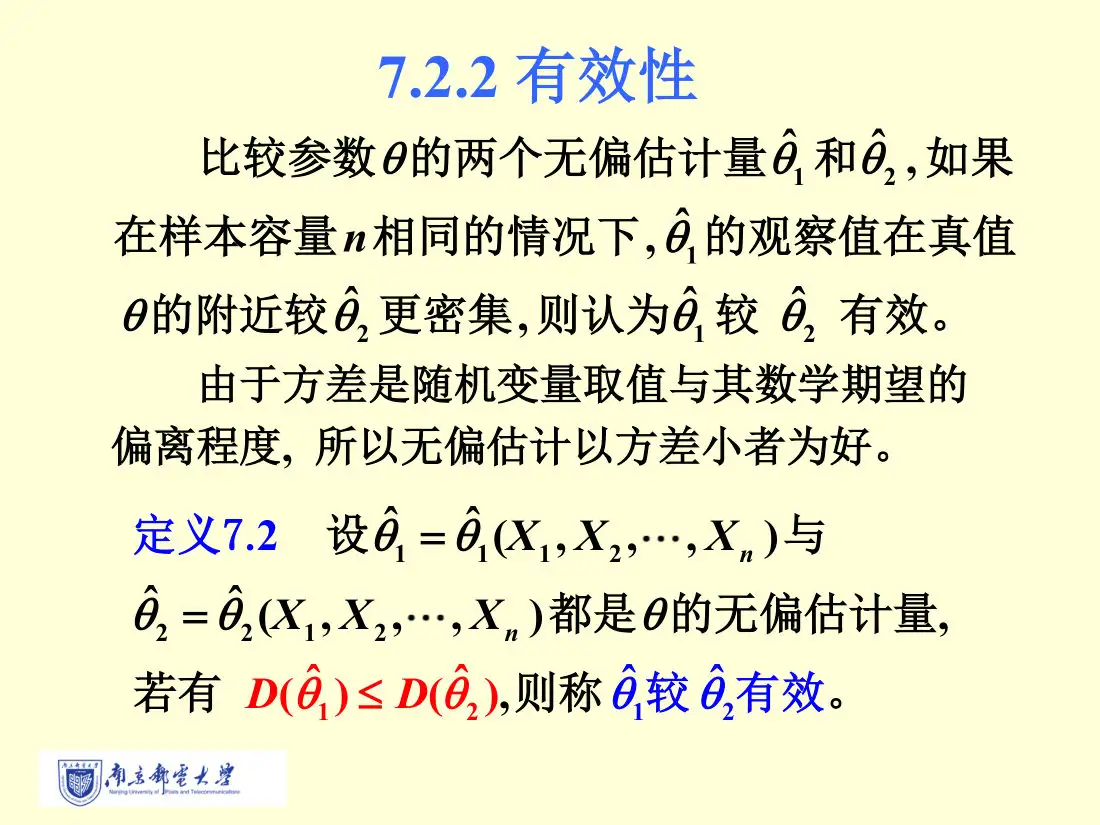 7.2.2 有效性
比较参数θ的两个无偏估计量θ̂₁和θ̂₂, 如果
在样本容量n相同的情况下, θ̂₁的观察值在真值
θ的附近较θ̂₂更密集, 则认为θ̂₁较 θ̂₂ 有效。
由于方差是随机变量取值与其数学期望的
偏离程度, 所以无偏估计以方差小者为好。
定义7.2 设θ̂₁ = θ̂₁(X₁, X₂, ⋯, Xₙ)与
θ̂₂ = θ̂₂(X₁, X₂, ⋯, Xₙ)都是θ的无偏估计量,
若有 D(θ̂₁) ≤ D(θ̂₂), 则称 θ̂₁较 θ̂₂有效。
南京邮电大学
Nanjing University of Posts and Telecommunications